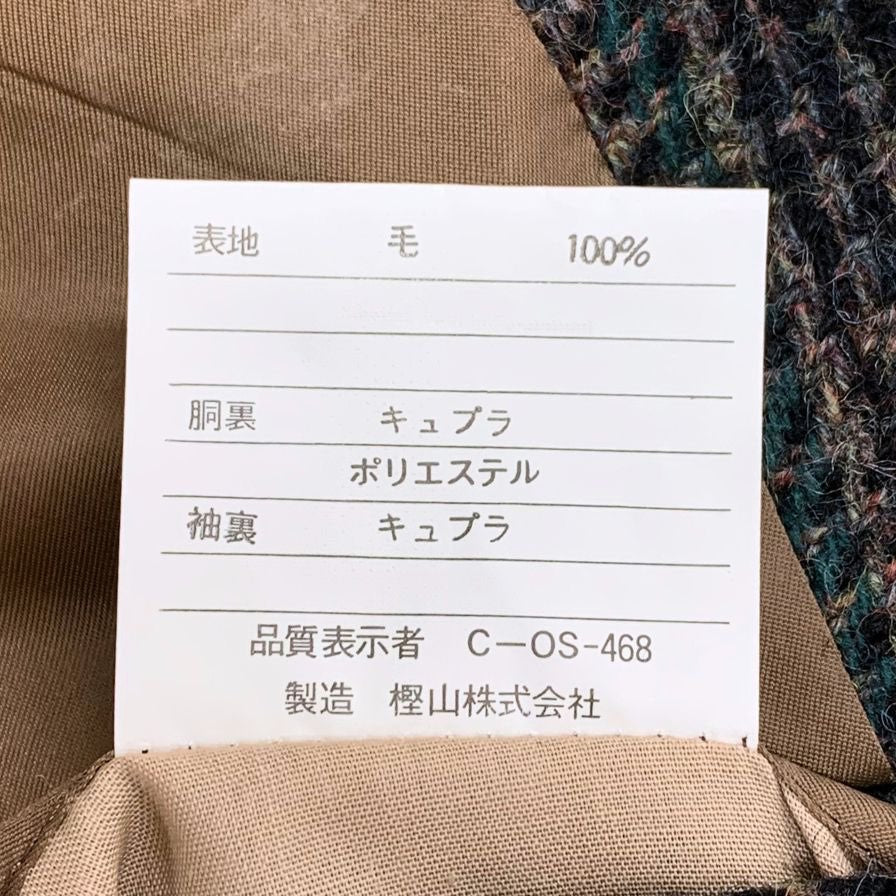 表地 毛 100%
胴裏 キュプラ
ポリエステル
袖裏 キュプラ
品質表示者 C-OS-468
製造 樫山株式会社